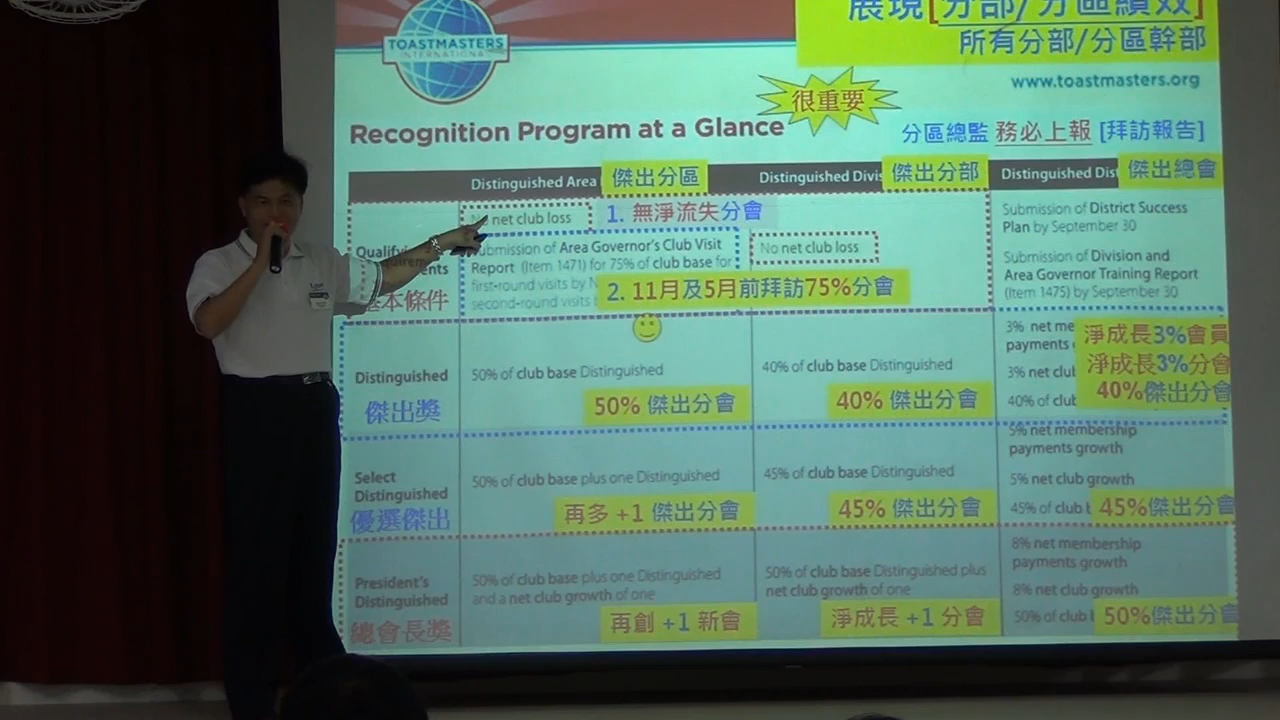 展現[分部/分區績效]
所有分部/分區幹部
TOASTMASTERS
INTERNATIONAL
www.toastmasters.org
很重要
Recognition Program at a Glance
分區總監 務必上報 [拜訪報告]
Distinguished Area 傑出分區
Distinguished 傑出分部
Distinguished 傑出總會
net club loss
1. 無淨流失分會
Qualifying
基本條件
Submission of Area Governor's Club Visit
Report (Item 1471) for 75% of club base for
first-round visits by
second-round visits
2. 11月及5月前拜訪75%分會
No net club loss
Submission of District Success
Plan by September 30
Submission of Division and
Area Governor Training Report
(Item 1475) by September 30
Distinguished
傑出獎
50% of club base Distinguished
50% 傑出分會
40% of club base Distinguished
40% 傑出分會
3% net
payments
3% net
40% of
淨成長3%會員
淨成長3%分會
40%傑出分會
Select
Distinguished
優選傑出
50% of club base plus one Distinguished
再多 +1 傑出分會
45% of club base Distinguished
45% 傑出分會
5% net membership
payments growth
5% net club growth
45% of club
45%傑出分會
President's
Distinguished
總會長獎
50% of club base plus one Distinguished
and a net club growth of one
再創 +1 新會
50% of club base Distinguished plus
net club growth of one
淨成長 +1 分會
8% net membership
payments growth
8% net club growth
50% of club
50%傑出分會